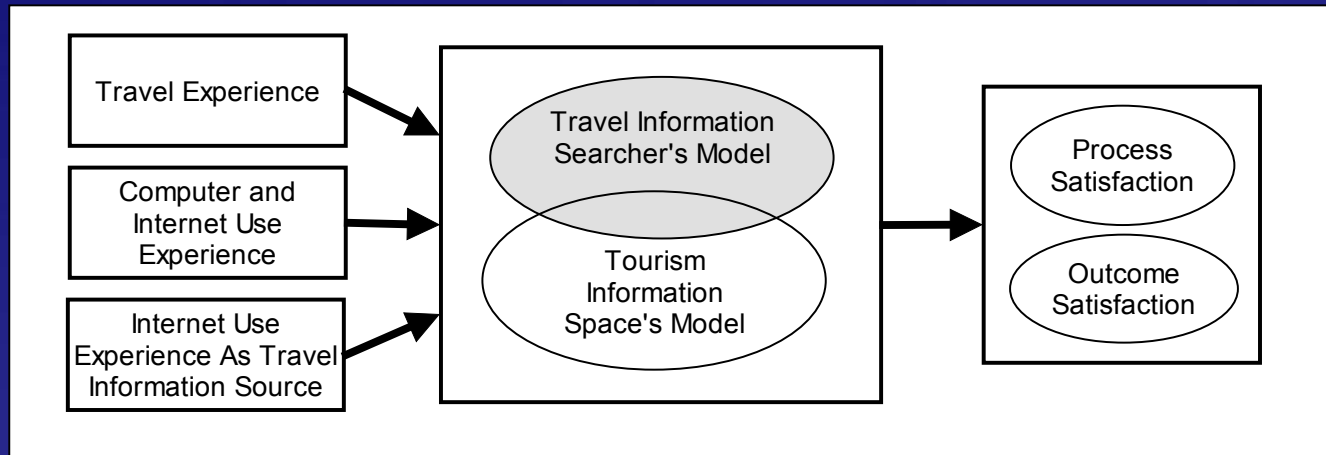 Travel Experience
Computer and
Internet Use
Experience
Internet Use
Experience As Travel
Information Source
Travel Information
Searcher's Model
Tourism
Information
Space's Model
Process
Satisfaction
Outcome
Satisfaction